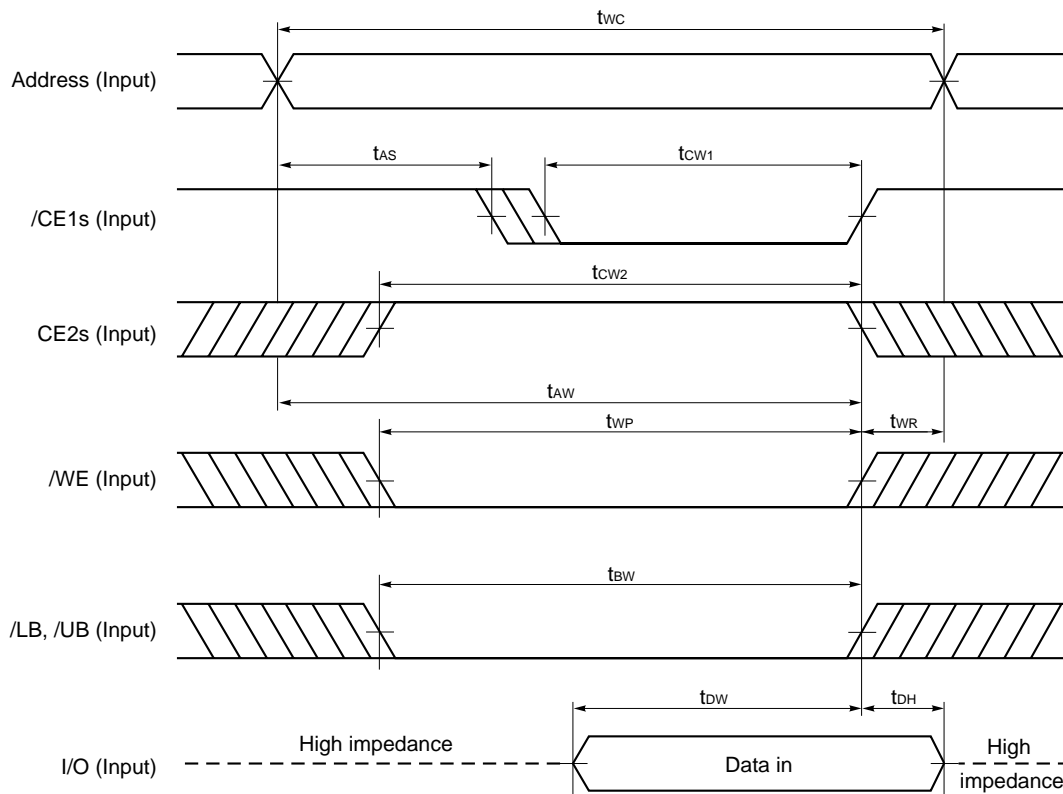 tWC
Address (Input)
tAS
tCW1
/CE1s (Input)
tCW2
CE2s (Input)
tAW
tWP
tWR
/WE (Input)
tBW
/LB, /UB (Input)
tDW
tDH
I/O (Input)
High impedance
Data in
High
impedance